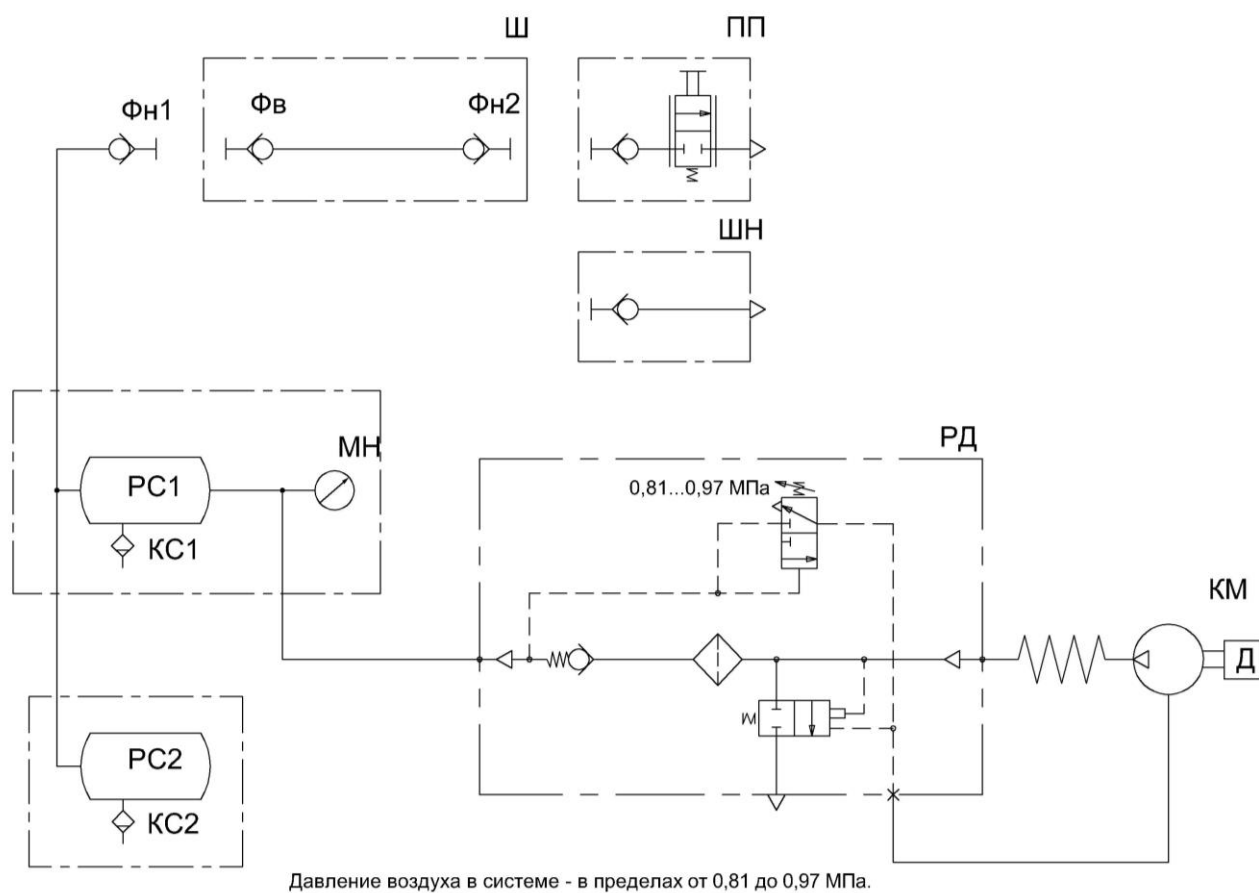 Ш
ПП
Фн1
Фв
Фн2
ШН
МН
РД
РС1
0,81...0,97 МПа
КС1
КМ
Д
РС2
КС2
Давление воздуха в системе - в пределах от 0,81 до 0,97 МПа.